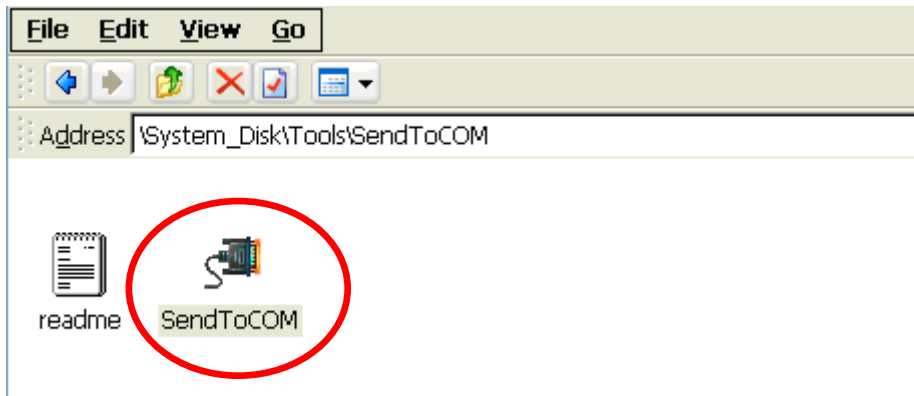 File Edit View Go
Address \System_Disk\Tools\SendToCOM
readme SendToCOM